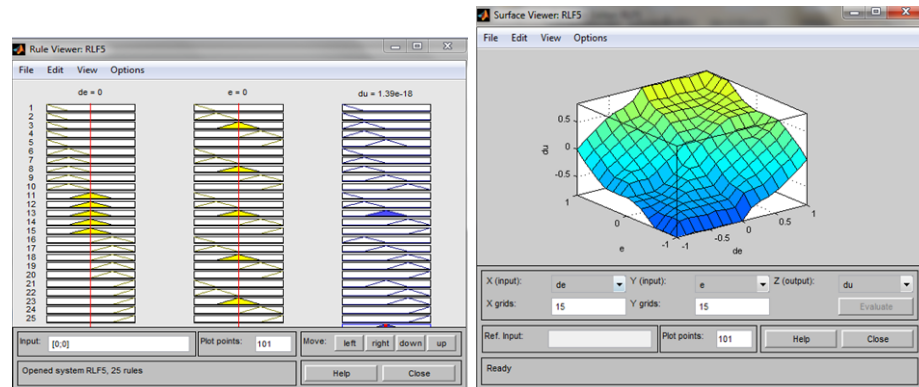 Rule Viewer: RLF5
File Edit View Options
de = 0 e = 0 du = 1.39e-18
1
2
3
4
5
6
7
8
9
10
11
12
13
14
15
16
17
18
19
20
21
22
23
24
25
Input: [0;0] Plot points: 101 Move: left right down up
Opened system RLF5, 25 rules Help Close
Surface Viewer: RLF5
File Edit View Options
0.5
0
-0.5
du
1
0
-1
e
-1
-0.5
0
0.5
1
de
X (input): de Y (input): e Z (output): du
X grids: 15 Y grids: 15 Evaluate
Ref. Input: Plot points: 101 Help Close
Ready